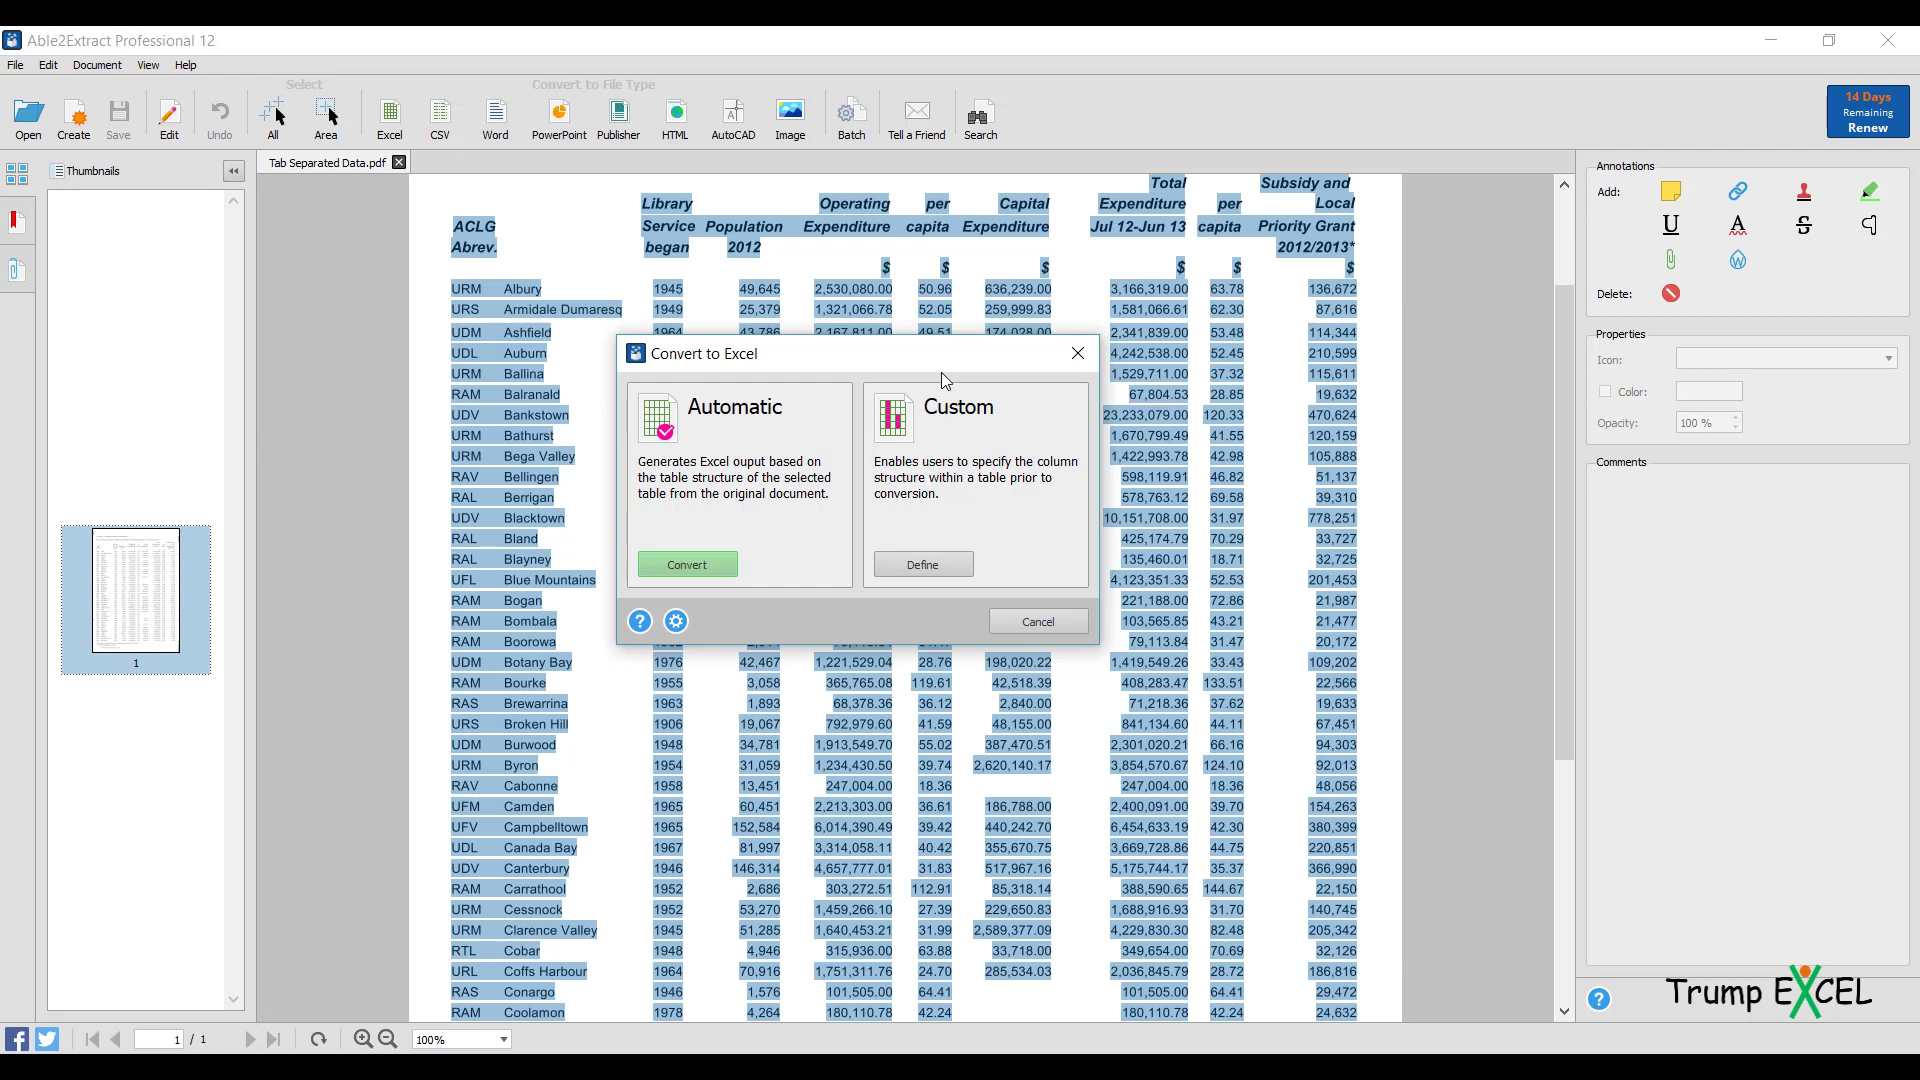 Able2Extract Professional 12
File Edit Document View Help
Select Convert to File Type
Open Create Save Edit Undo All Area Excel CSV Word PowerPoint Publisher HTML AutoCAD Image Batch Tell a Friend Search
14 Days
Remaining
Renew
Thumbnails
Tab Separated Data.pdf
Total Subsidy and
Library Operating per Capital Expenditure per Local
ACLG Service Population Expenditure capita Expenditure Jul 12-Jun 13 capita Priority Grant
Abrev. began 2012 2012/2013*
$ $ $ $ $ $
URM Albury 1945 49,645 2,530,080.00 50.96 636,239.00 3,166,319.00 63.78 136,672
URS Armidale Dumaresq 1949 25,379 1,321,066.78 52.05 259,999.83 1,581,066.61 62.30 87,616
UDM Ashfield 1964 43,786 2,167,811.00 49.51 174,028.00 2,341,839.00 53.48 114,344
UDL Auburn 4,242,538.00 52.45 210,599
URM Ballina 1,529,711.00 37.32 115,611
RAM Balranald 67,804.53 28.85 19,632
UDV Bankstown 23,233,079.00 120.33 470,624
URM Bathurst 1,670,799.49 41.55 120,159
URM Bega Valley 1,422,993.78 42.98 105,888
RAV Bellingen 598,119.91 46.82 51,137
RAL Berrigan 578,763.12 69.58 39,310
UDV Blacktown 10,151,708.00 31.97 778,251
RAL Bland 425,174.79 70.29 33,727
RAL Blayney 135,460.01 18.71 32,725
UFL Blue Mountains 4,123,351.33 52.53 201,453
RAM Bogan 221,188.00 72.86 21,987
RAM Bombala 103,565.85 43.21 21,477
RAM Boorowa 79,113.84 31.47 20,172
UDM Botany Bay 1976 42,467 1,221,529.04 28.76 198,020.22 1,419,549.26 33.43 109,202
RAM Bourke 1955 3,058 365,765.08 119.61 42,518.39 408,283.47 133.51 22,566
RAS Brewarrina 1963 1,893 68,378.36 36.12 2,840.00 71,218.36 37.62 19,633
URS Broken Hill 1906 19,067 792,979.60 41.59 48,155.00 841,134.60 44.11 67,451
UDM Burwood 1948 34,781 1,913,549.70 55.02 387,470.51 2,301,020.21 66.16 94,303
URM Byron 1954 31,059 1,234,430.50 39.74 2,620,140.17 3,854,570.67 124.10 92,013
RAV Cabonne 1958 13,451 247,004.00 18.36 247,004.00 18.36 48,056
UFM Camden 1965 60,451 2,213,303.00 36.61 186,788.00 2,400,091.00 39.70 154,263
UFV Campbelltown 1965 152,584 6,014,390.49 39.42 440,242.70 6,454,633.19 42.30 380,399
UDL Canada Bay 1967 81,997 3,314,058.11 40.42 355,670.75 3,669,728.86 44.75 220,851
UDV Canterbury 1946 146,314 4,657,777.01 31.83 517,967.16 5,175,744.17 35.37 366,990
RAM Carrathool 1952 2,686 303,272.51 112.91 85,318.14 388,590.65 144.67 22,150
URM Cessnock 1952 53,270 1,459,266.10 27.39 229,650.83 1,688,916.93 31.70 140,745
URM Clarence Valley 1945 51,285 1,640,453.21 31.99 2,589,377.09 4,229,830.30 82.48 205,342
RTL Cobar 1948 4,946 315,936.00 63.88 33,718.00 349,654.00 70.69 32,126
URL Coffs Harbour 1964 70,916 1,751,311.76 24.70 285,534.03 2,036,845.79 28.72 186,816
RAS Conargo 1946 1,576 101,505.00 64.41 101,505.00 64.41 29,472
RAM Coolamon 1978 4,264 180,110.78 42.24 180,110.78 42.24 24,632
Convert to Excel
Automatic
Generates Excel ouput based on
the table structure of the selected
table from the original document.
Convert
Custom
Enables users to specify the column
structure within a table prior to
conversion.
Define
?
Cancel
1
Annotations
Add:
U A S
W
Delete:
Properties
Icon:
Color:
Opacity: 100 %
Comments
?
Trump EXCEL
1 / 1
100%